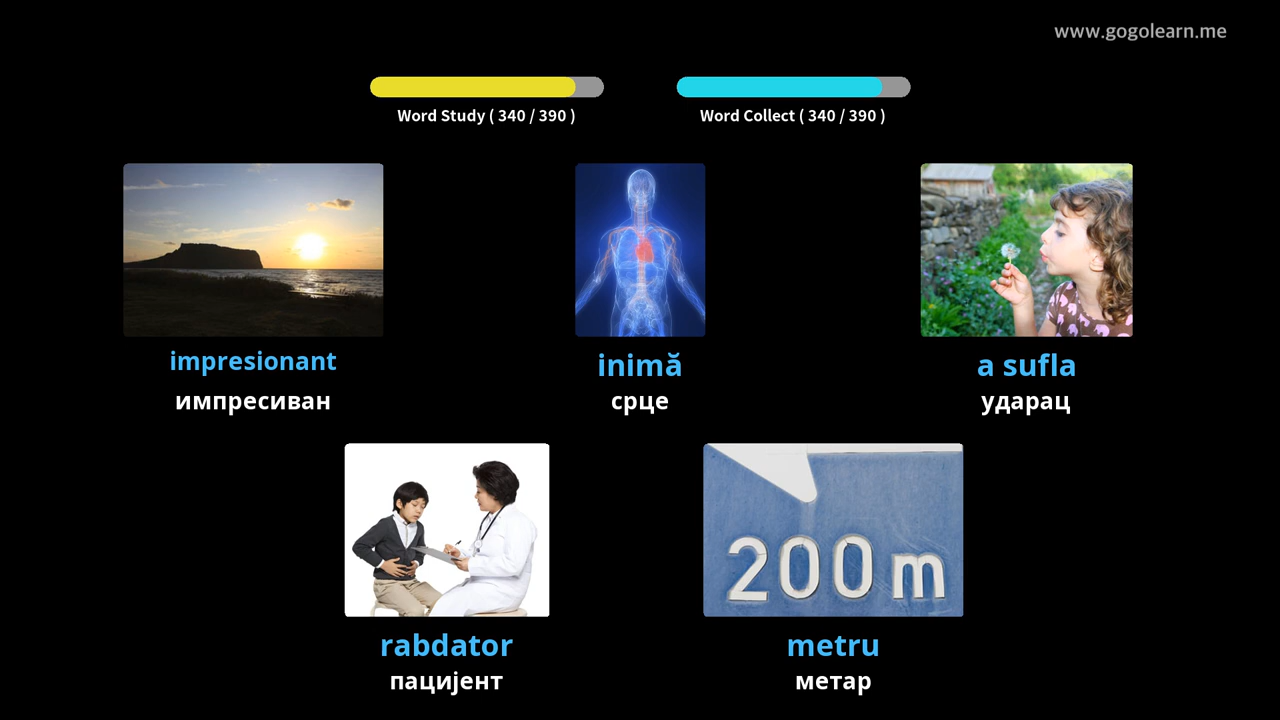 www.gogolearn.me
Word Study ( 340 / 390 )
Word Collect ( 340 / 390 )
impresionant
импресиван
inimă
срце
a sufla
ударац
200 m
rabdator
пацијент
metru
метар